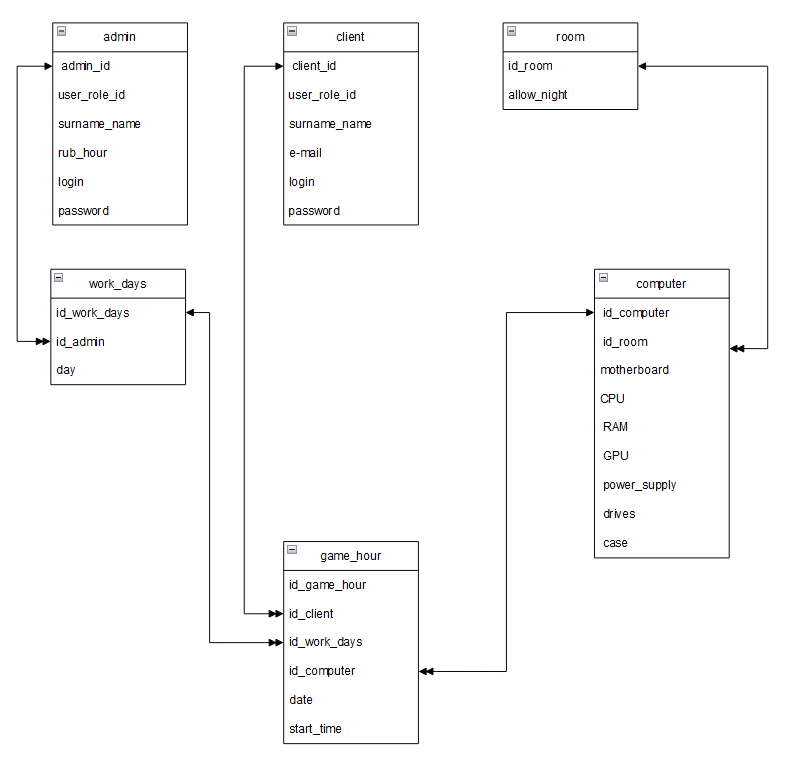 admin
admin_id
user_role_id
surname_name
rub_hour
login
password
client
client_id
user_role_id
surname_name
e-mail
login
password
room
id_room
allow_night
work_days
id_work_days
id_admin
day
computer
id_computer
id_room
motherboard
CPU
RAM
GPU
power_supply
drives
case
game_hour
id_game_hour
id_client
id_work_days
id_computer
date
start_time